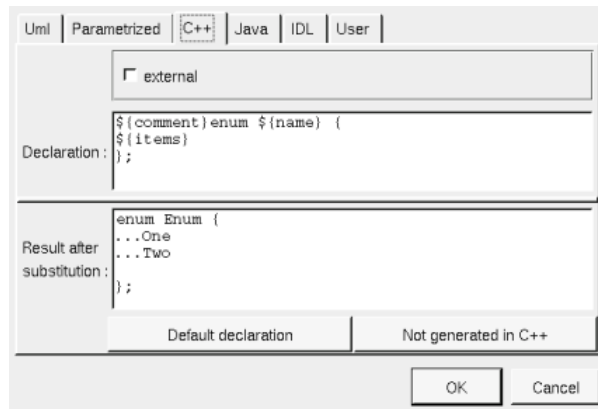 Uml Parametrized C++ Java IDL User
external
Declaration :
${comment}enum ${name} {
${items}
};
Result after
substitution :
enum Enum {
...One
...Two
};
Default declaration Not generated in C++
OK Cancel